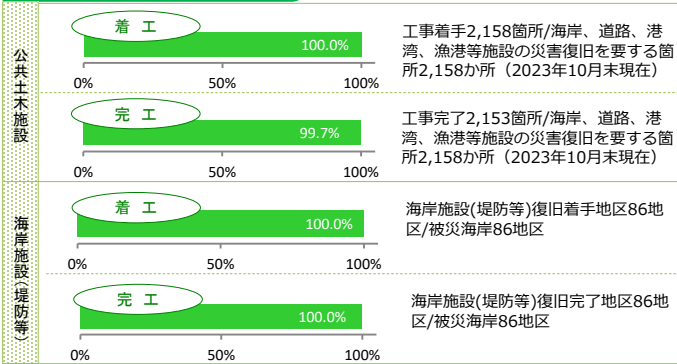 公共土木施設
着 工
100.0%
0% 50% 100%
工事着手2,158箇所/海岸、道路、港
湾、漁港等施設の災害復旧を要する箇
所2,158か所（2023年10月末現在）
完 工
99.7%
0% 50% 100%
工事完了2,153箇所/海岸、道路、港
湾、漁港等施設の災害復旧を要する箇
所2,158か所（2023年10月末現在）
海岸施設（堤防等）
着 工
100.0%
0% 50% 100%
海岸施設(堤防等)復旧着手地区86地
区/被災海岸86地区
完 工
100.0%
0% 50% 100%
海岸施設(堤防等)復旧完了地区86地
区/被災海岸86地区